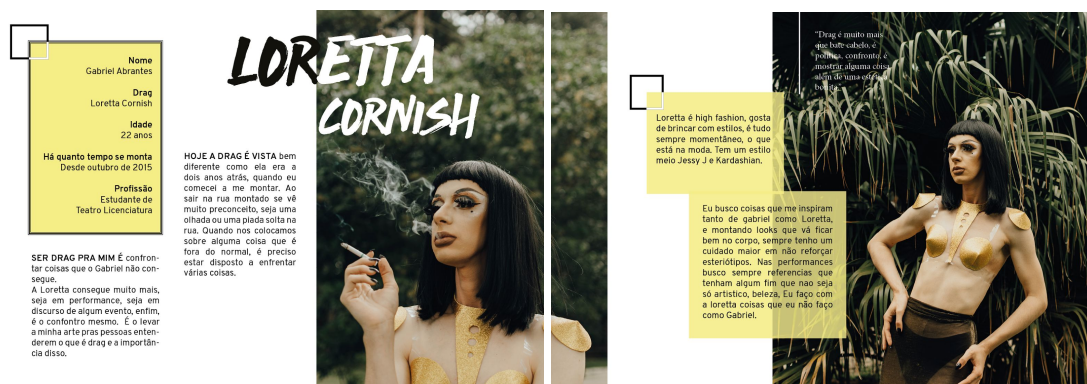 LORETTA
CORNISH
Nome
Gabriel Abrantes
Drag
Loretta Cornish
Idade
22 anos
Há quanto tempo se monta
Desde outubro de 2015
Profissão
Estudante de
Teatro Licenciatura
SER DRAG PRA MIM É confron-
tar coisas que o Gabriel não con-
segue.
A Loretta consegue muito mais,
seja em performance, seja em
discurso de algum evento, enfim,
é o confontro mesmo. É o levar
a minha arte pras pessoas enten-
derem o que é drag e a importân-
cia disso.
HOJE A DRAG É VISTA bem
diferente como ela era a
dois anos atrás, quando eu
comecei a me montar. Ao
sair na rua montado se vê
muito preconceito, seja uma
olhada ou uma piada solta na
rua. Quando nos colocamos
sobre alguma coisa que é
fora do normal, é preciso
estar disposto a enfrentar
várias coisas.
"Drag é muito mais
que bate cabelo, é
política, confronto, é
mostrar alguma coisa
além de uma estética
bonita"
Loretta é high fashion, gosta
de brincar com estilos, é tudo
sempre momentâneo, o que
está na moda. Tem um estilo
meio Jessy J e Kardashian.
Eu busco coisas que me inspiram
tanto de gabriel como Loretta,
e montando looks que vá ficar
bem no corpo, sempre tenho um
cuidado maior em não reforçar
esteriótipos. Nas performances
busco sempre referencias que
tenham algum fim que nao seja
só artistico, beleza, Eu faço com
a loretta coisas que eu não faço
como Gabriel.